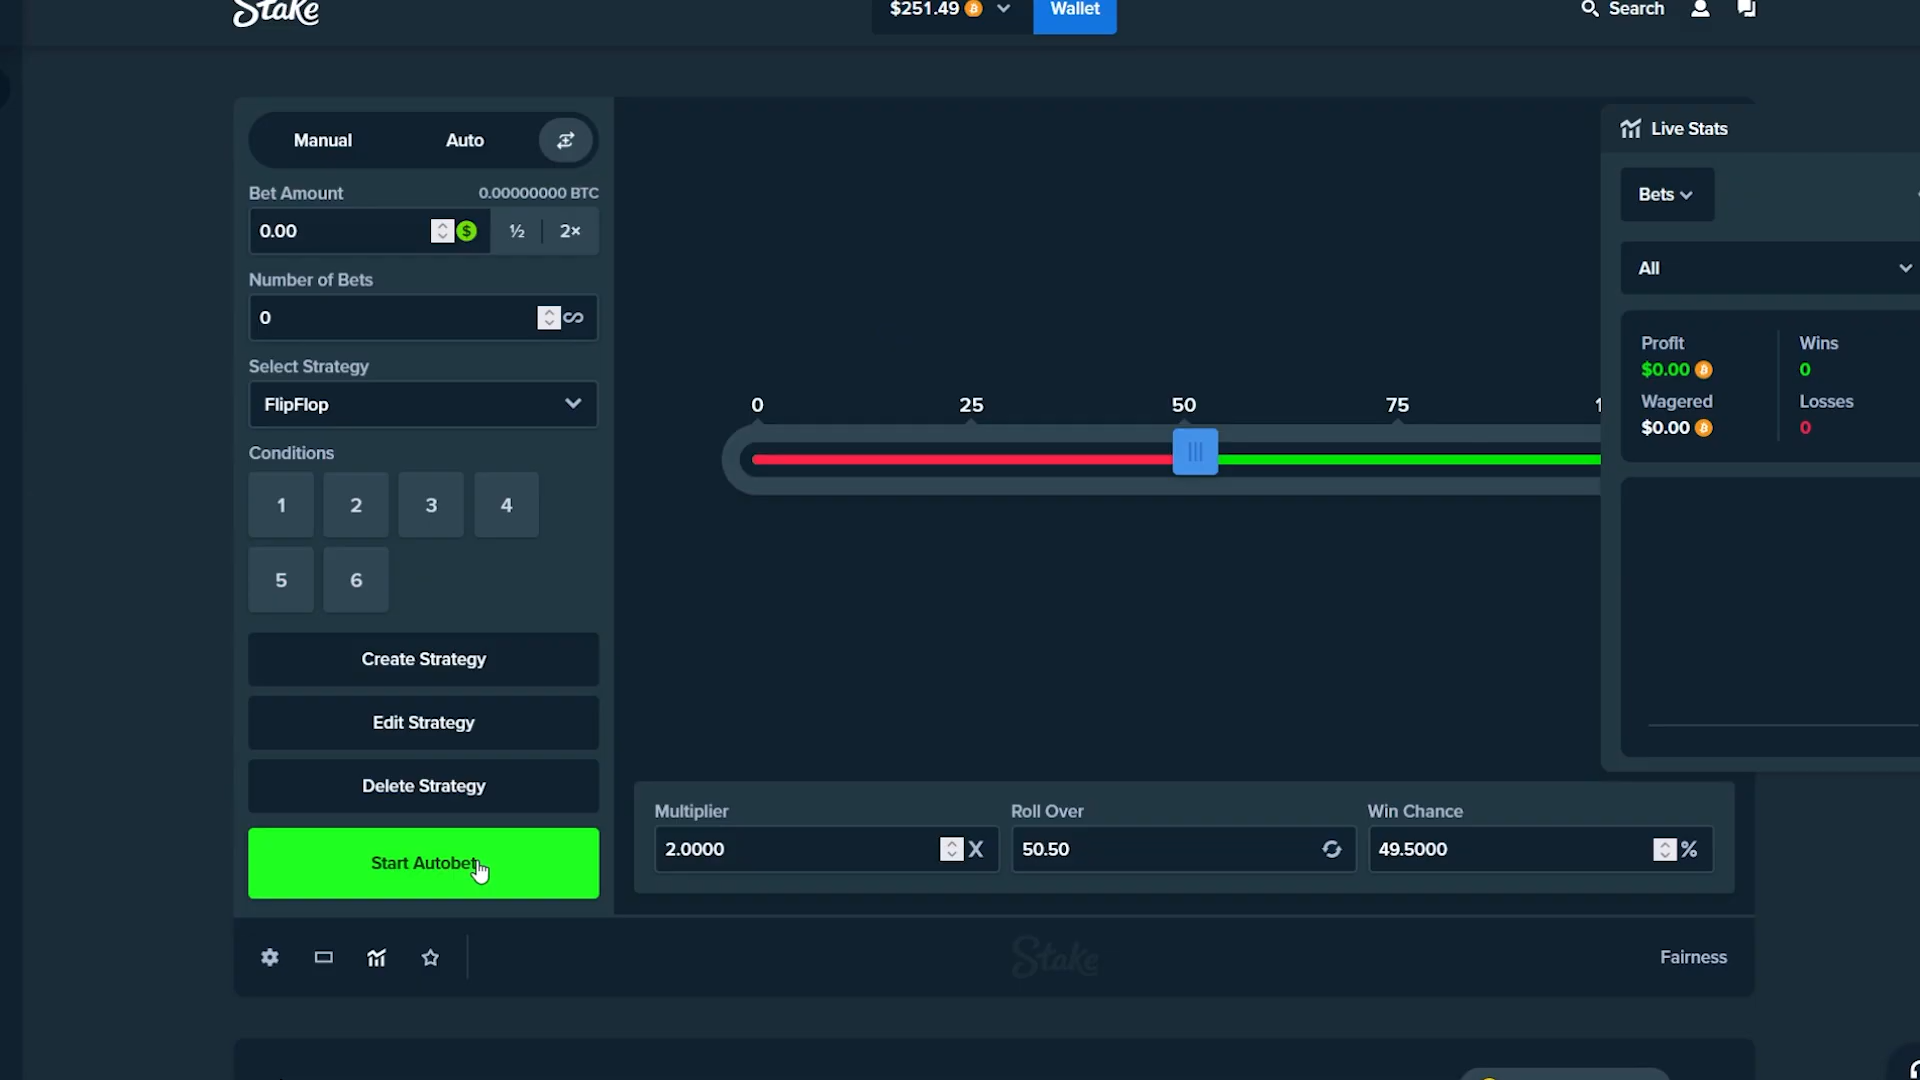 Stake
$251.49
Wallet
Search
Manual
Auto
Bet Amount
0.00000000 BTC
0.00
½
2×
Number of Bets
0
Select Strategy
FlipFlop
Conditions
1
2
3
4
5
6
Create Strategy
Edit Strategy
Delete Strategy
Start Autobet
0
25
50
75
1
Live Stats
Bets
All
Profit
Wins
$0.00
0
Wagered
Losses
$0.00
0
Multiplier
Roll Over
Win Chance
2.0000
X
50.50
49.5000
%
Stake
Fairness